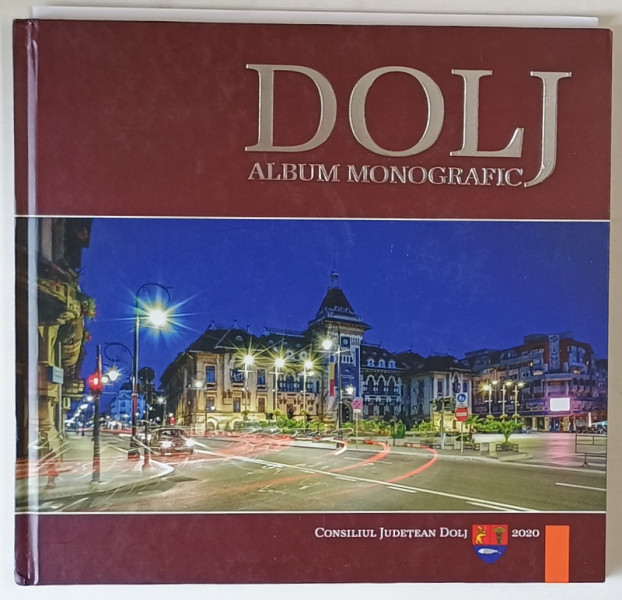 DOLJ
ALBUM MONOGRAFIC
CONSILIUL JUDEȚEAN DOLJ 2020